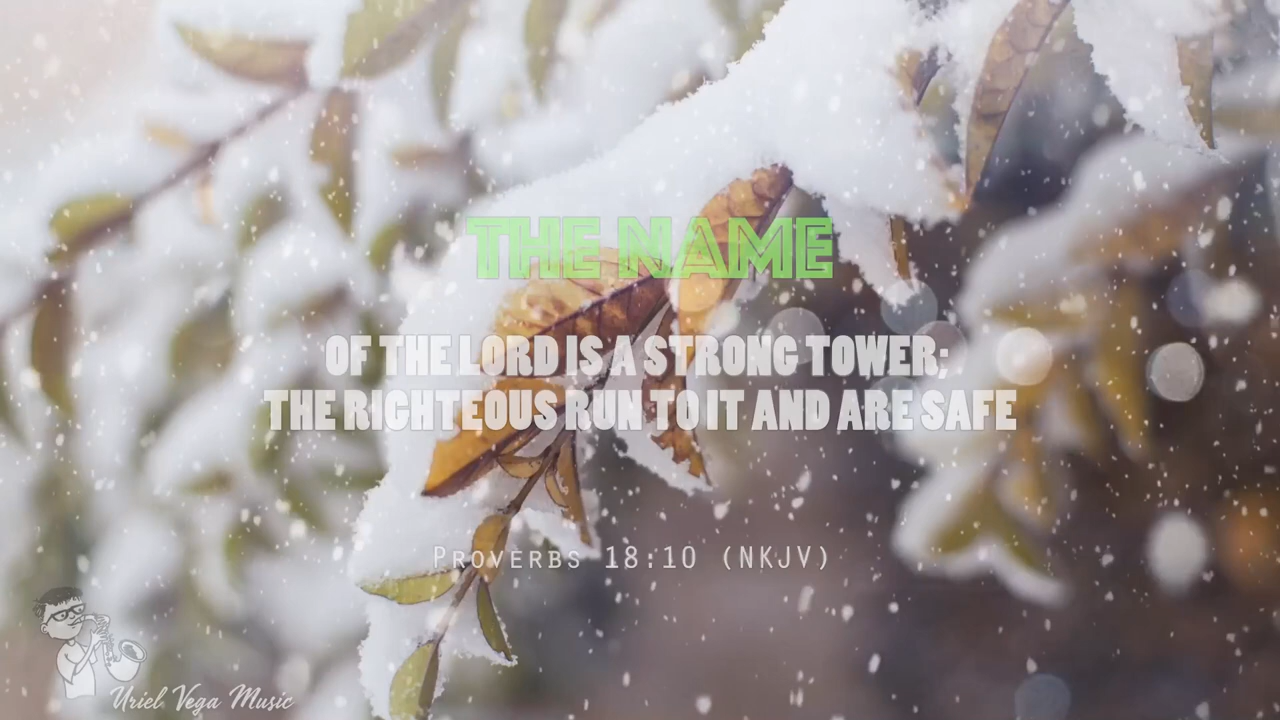 THE NAME
OF THE LORD IS A STRONG TOWER;
THE RIGHTEOUS RUN TO IT AND ARE SAFE
Proverbs 18:10 (NKJV)
Uriel Vega Music